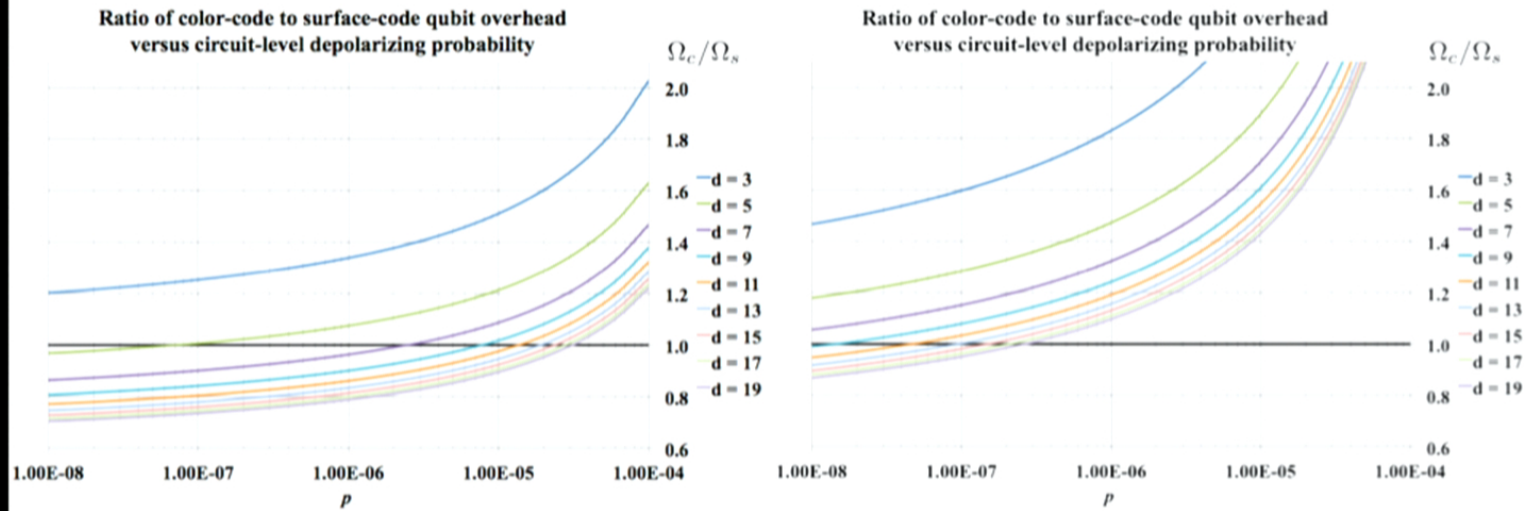 Ratio of color-code to surface-code qubit overhead
versus circuit-level depolarizing probability
Ω_c/Ω_s
2.0
1.8
1.6
1.4
1.2
1.0
0.8
0.6
d = 3
d = 5
d = 7
d = 9
d = 11
d = 13
d = 15
d = 17
d = 19
1.00E-08 1.00E-07 1.00E-06 1.00E-05 1.00E-04
p
Ratio of color-code to surface-code qubit overhead
versus circuit-level depolarizing probability
Ω_c/Ω_s
2.0
1.8
1.6
1.4
1.2
1.0
0.8
0.6
d = 3
d = 5
d = 7
d = 9
d = 11
d = 13
d = 15
d = 17
d = 19
1.00E-08 1.00E-07 1.00E-06 1.00E-05 1.00E-04
p